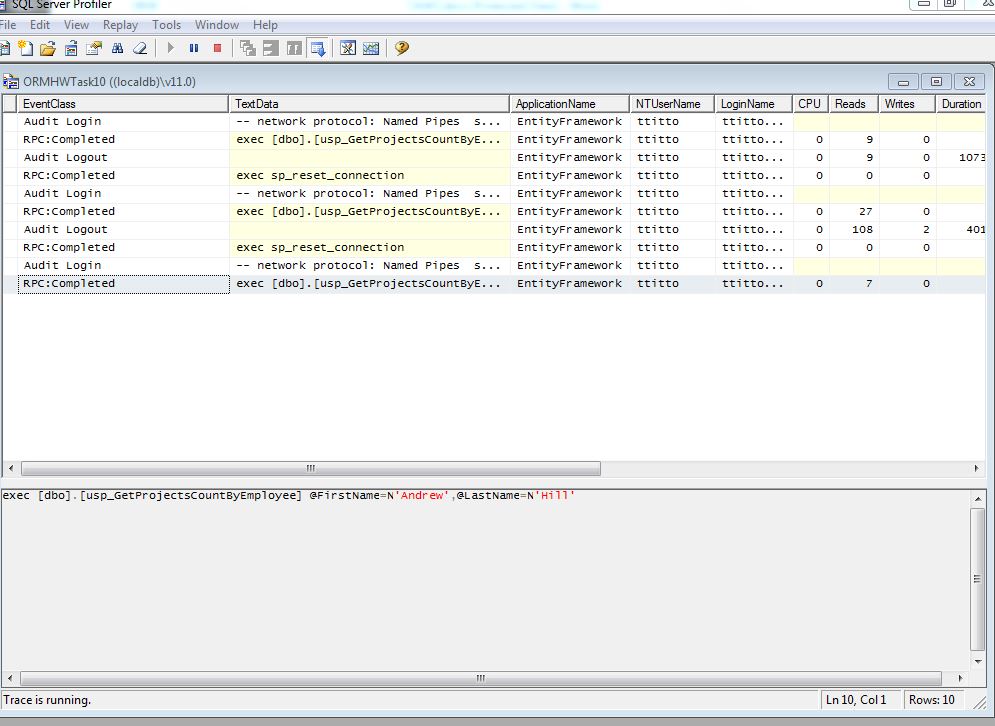 SQL Server Profiler
File Edit View Replay Tools Window Help
ORMHWTask10 ((localdb)\v11.0)
EventClass TextData ApplicationName NTUserName LoginName CPU Reads Writes Duration
Audit Login -- network protocol: Named Pipes s... EntityFramework ttitto ttitto...
RPC:Completed exec [dbo].[usp_GetProjectsCountByE... EntityFramework ttitto ttitto... 0 9 0
Audit Logout EntityFramework ttitto ttitto... 0 9 0 1073
RPC:Completed exec sp_reset_connection EntityFramework ttitto ttitto... 0 0 0
Audit Login -- network protocol: Named Pipes s... EntityFramework ttitto ttitto...
RPC:Completed exec [dbo].[usp_GetProjectsCountByE... EntityFramework ttitto ttitto... 0 27 0
Audit Logout EntityFramework ttitto ttitto... 0 108 2 401
RPC:Completed exec sp_reset_connection EntityFramework ttitto ttitto... 0 0 0
Audit Login -- network protocol: Named Pipes s... EntityFramework ttitto ttitto...
RPC:Completed exec [dbo].[usp_GetProjectsCountByE... EntityFramework ttitto ttitto... 0 7 0
exec [dbo].[usp_GetProjectsCountByEmployee] @FirstName=N'Andrew',@LastName=N'Hill'
Trace is running. Ln 10, Col 1 Rows: 10